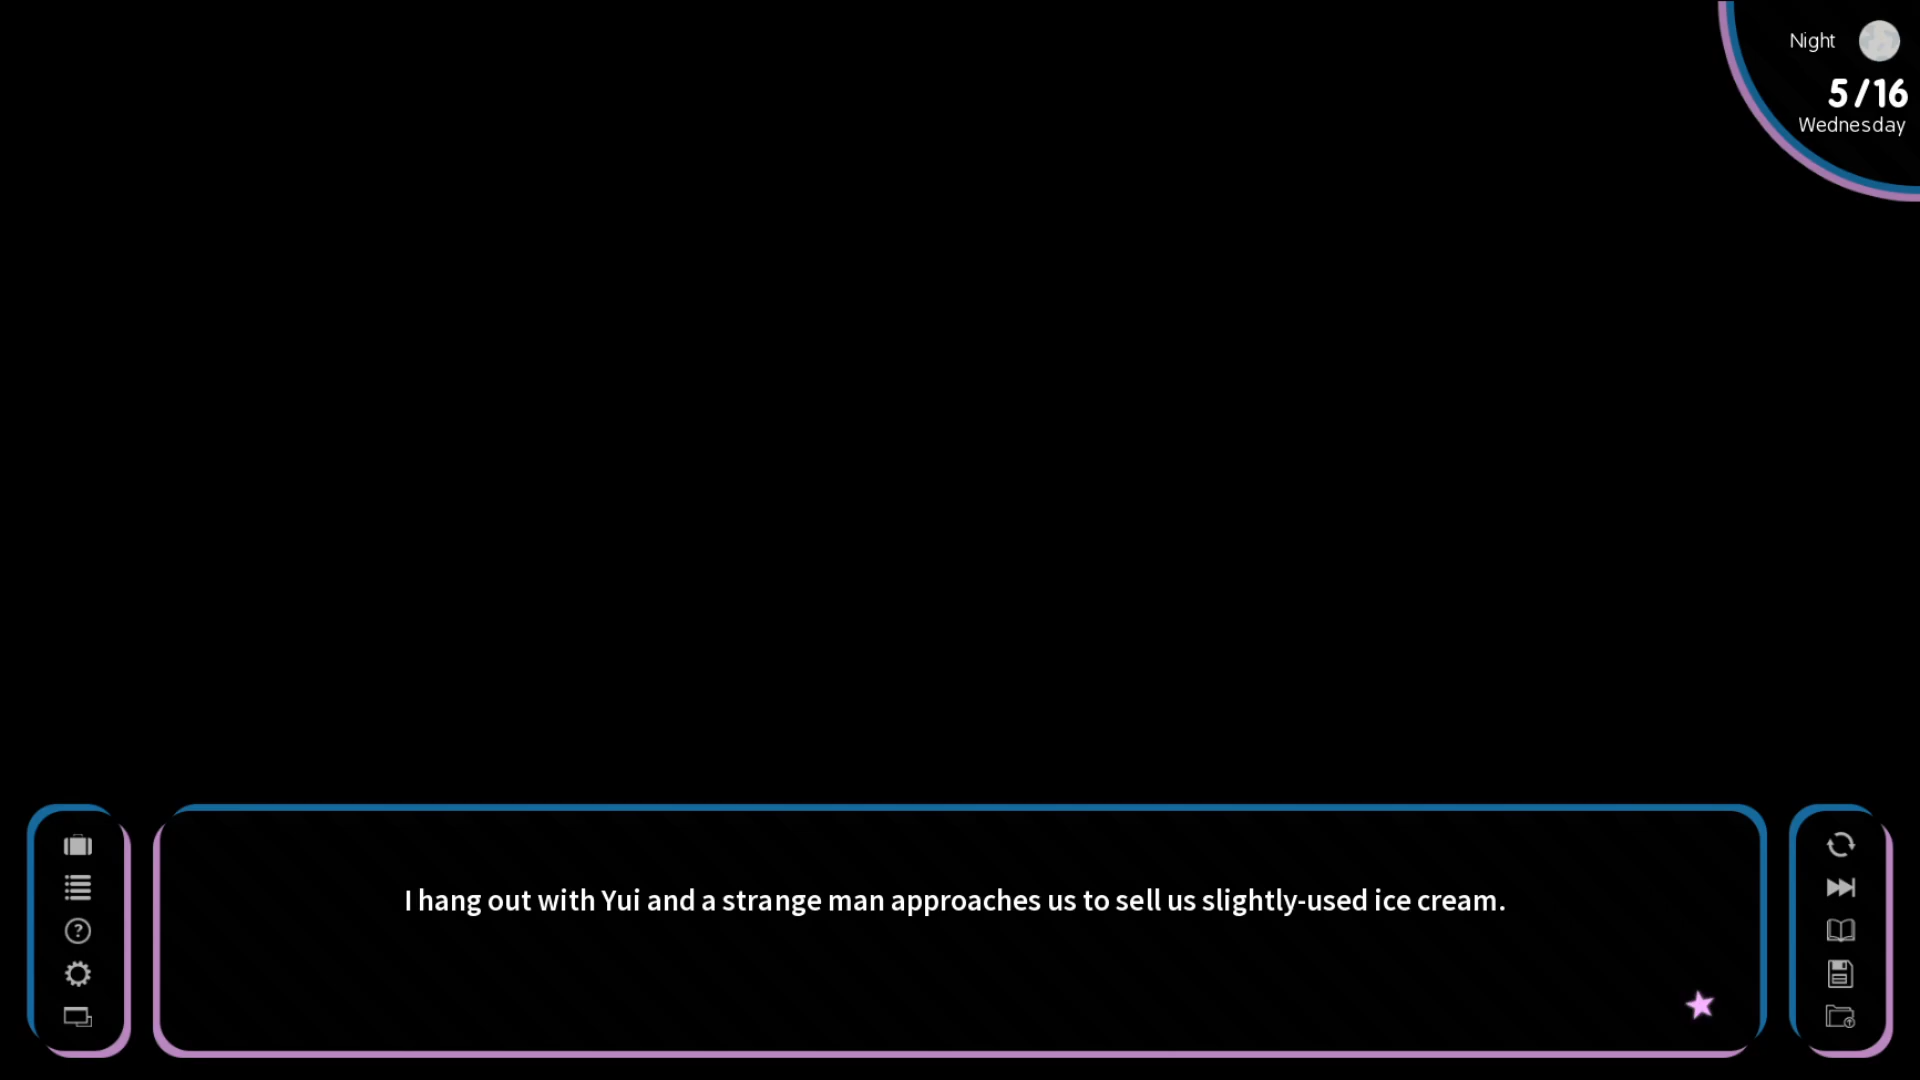 Night
5/16
Wednesday
I hang out with Yui and a strange man approaches us to sell us slightly-used ice cream.